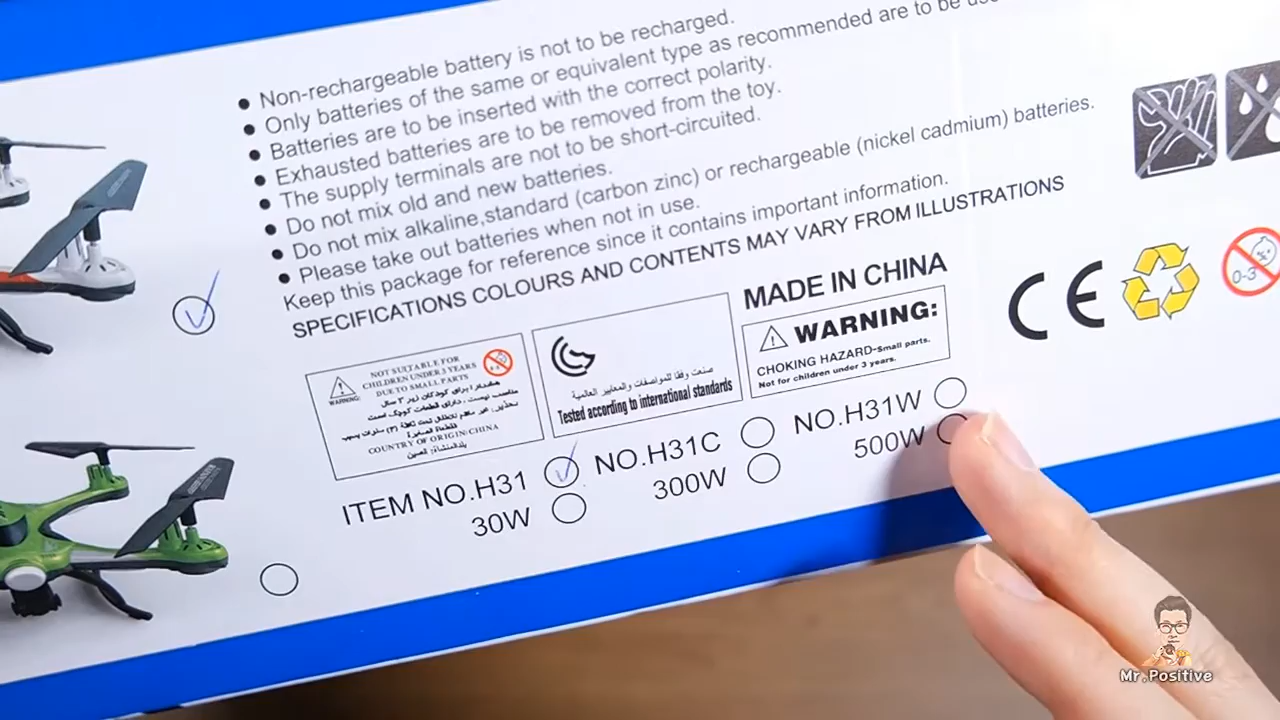 Non-rechargeable battery is not to be recharged.
Only batteries of the same or equivalent type as recommended are to be
Batteries are to be inserted with the correct polarity.
Exhausted batteries are to be removed from the toy.
The supply terminals are not to be short-circuited.
Do not mix old and new batteries.
Do not mix alkaline,standard (carbon zinc) or rechargeable (nickel cadmium) batteries.
Please take out batteries when not in use.
Keep this package for reference since it contains important information.
SPECIFICATIONS COLOURS AND CONTENTS MAY VARY FROM ILLUSTRATIONS
MADE IN CHINA
CE
0-3
NOT SUITABLE FOR
CHILDREN UNDER 3 YEARS
DUE TO SMALL PARTS
WARNING:
COUNTRY OF ORIGIN:CHINA
صنعت وفقا للمواصفات والمعايير العالمية
Tested according to international standards
WARNING:
CHOKING HAZARD-Small parts.
Not for children under 3 years.
ITEM NO.H31
NO.H31C
NO.H31W
30W
300W
500W
Mr.Positive